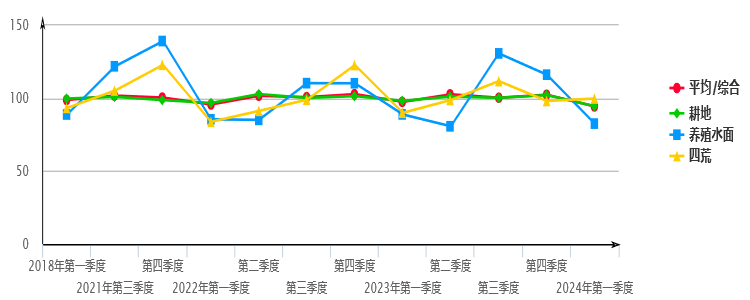 150
100
50
0
平均/综合
耕地
养殖水面
四荒
2018年第一季度 第四季度 第二季度 第四季度 第二季度 第四季度
2021年第三季度 2022年第一季度 第三季度 2023年第一季度 第三季度 2024年第一季度